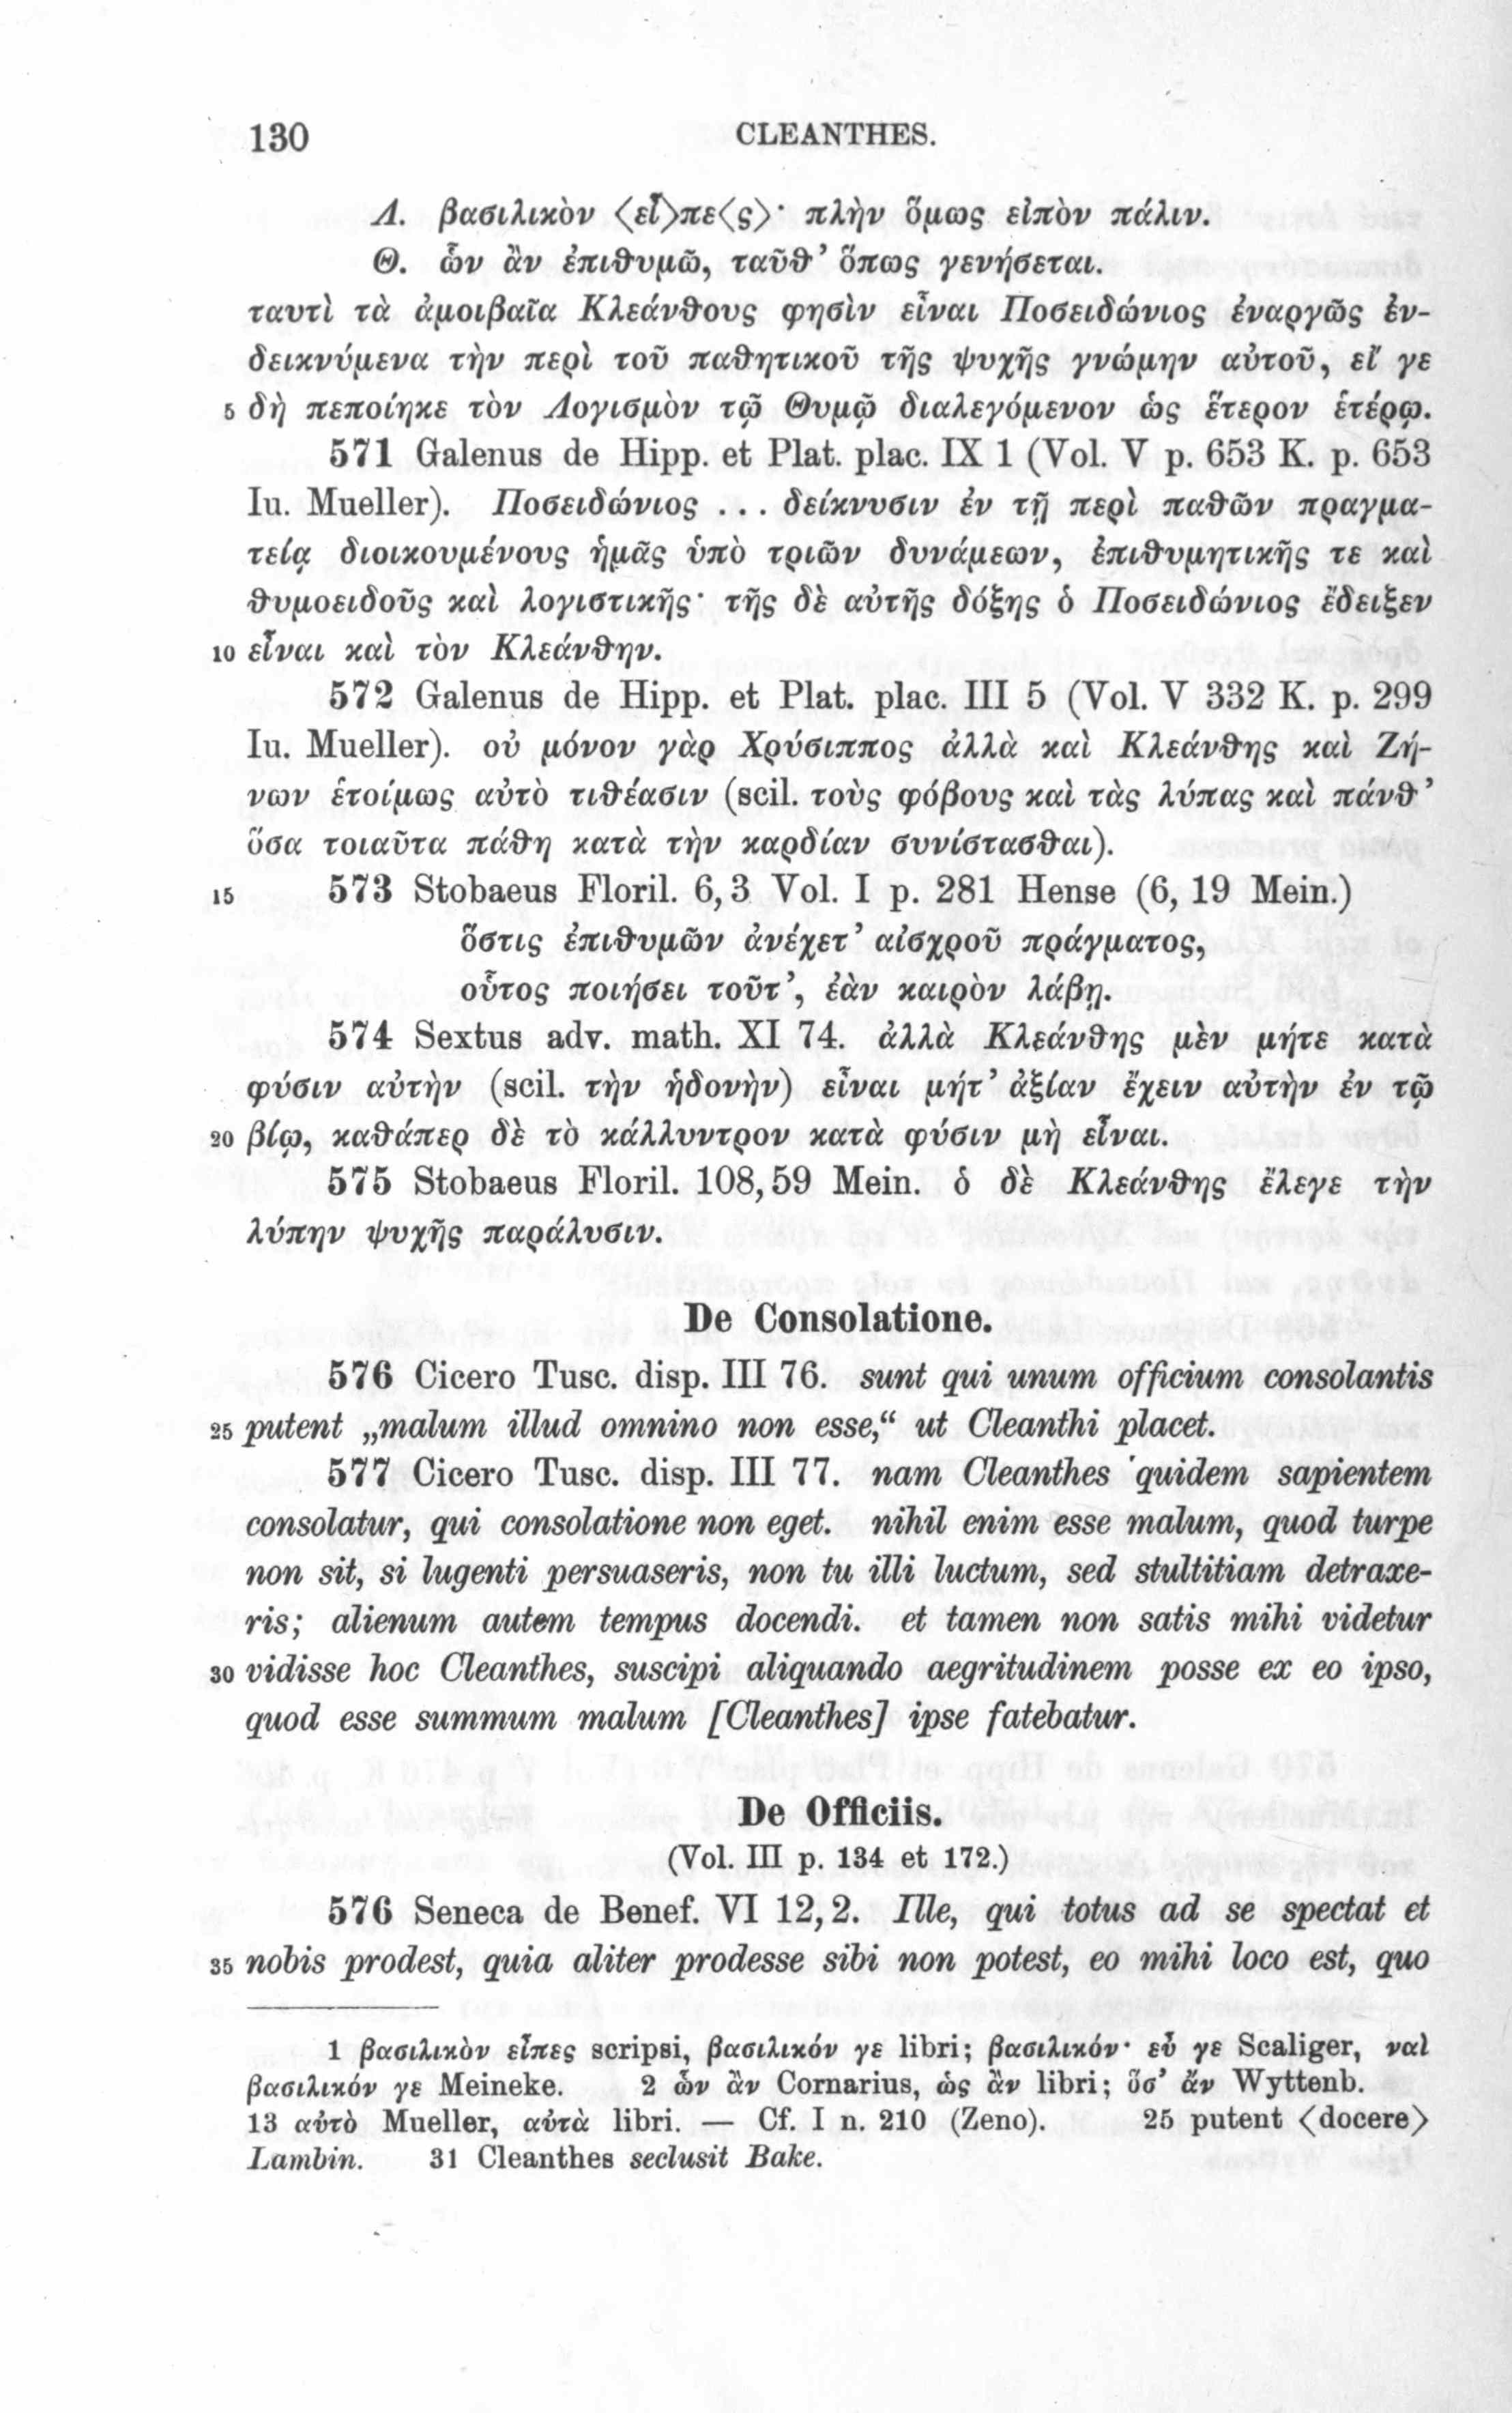 130
CLEANTHES.
Λ. βασιλικὸν ⟨εἶ⟩πε⟨ς⟩· πλὴν ὅμως εἰπὸν πάλιν.
Θ. ὧν ἂν ἐπιθυμῶ, ταῦθ’ ὅπως γενήσεται.
ταυτὶ τὰ ἀμοιβαῖα Κλεάνθους φησὶν εἶναι Ποσειδώνιος ἐναργῶς ἐν-
δεικνύμενα τὴν περὶ τοῦ παθητικοῦ τῆς ψυχῆς γνώμην αὐτοῦ, εἴ γε
5 δὴ πεποίηκε τὸν Λογισμὸν τῷ Θυμῷ διαλεγόμενον ὡς ἕτερον ἑτέρῳ.
571 Galenus de Hipp. et Plat. plac. IX 1 (Vol. V p. 653 K. p. 653
Iu. Mueller). Ποσειδώνιος ... δείκνυσιν ἐν τῇ περὶ παθῶν πραγμα-
τείᾳ διοικουμένους ἡμᾶς ὑπὸ τριῶν δυνάμεων, ἐπιθυμητικῆς τε καὶ
θυμοειδοῦς καὶ λογιστικῆς· τῆς δὲ αὐτῆς δόξης ὁ Ποσειδώνιος ἔδειξεν
10 εἶναι καὶ τὸν Κλεάνθην.
572 Galenus de Hipp. et Plat. plac. III 5 (Vol. V 332 K. p. 299
Iu. Mueller). οὐ μόνον γὰρ Χρύσιππος ἀλλὰ καὶ Κλεάνθης καὶ Ζή-
νων ἑτοίμως αὐτὸ τιθέασιν (scil. τοὺς φόβους καὶ τὰς λύπας καὶ πάνθ’
ὅσα τοιαῦτα πάθη κατὰ τὴν καρδίαν συνίστασθαι).
15 573 Stobaeus Floril. 6,3 Vol. I p. 281 Hense (6, 19 Mein.)
ὅστις ἐπιθυμῶν ἀνέχετ’ αἰσχροῦ πράγματος,
οὗτος ποιήσει τοῦτ’, ἐὰν καιρὸν λάβῃ.
574 Sextus adv. math. XI 74. ἀλλὰ Κλεάνθης μὲν μήτε κατὰ
φύσιν αὐτὴν (scil. τὴν ἡδονὴν) εἶναι μήτ’ ἀξίαν ἔχειν αὐτὴν ἐν τῷ
20 βίῳ, καθάπερ δὲ τὸ κάλλυντρον κατὰ φύσιν μὴ εἶναι.
575 Stobaeus Floril. 108,59 Mein. ὁ δὲ Κλεάνθης ἔλεγε τὴν
λύπην ψυχῆς παράλυσιν.
De Consolatione.
576 Cicero Tusc. disp. III 76. sunt qui unum officium consolantis
25 putent „malum illud omnino non esse,“ ut Cleanthi placet.
577 Cicero Tusc. disp. III 77. nam Cleanthes quidem sapientem
consolatur, qui consolatione non eget. nihil enim esse malum, quod turpe
non sit, si lugenti persuaseris, non tu illi luctum, sed stultitiam detraxe-
ris; alienum autem tempus docendi. et tamen non satis mihi videtur
30 vidisse hoc Cleanthes, suscipi aliquando aegritudinem posse ex eo ipso,
quod esse summum malum [Cleanthes] ipse fatebatur.
De Officiis.
(Vol. III p. 134 et 172.)
576 Seneca de Benef. VI 12,2. Ille, qui totus ad se spectat et
35 nobis prodest, quia aliter prodesse sibi non potest, eo mihi loco est, quo
1 βασιλικὸν εἶπες scripsi, βασιλικόν γε libri; βασιλικόν· εὖ γε Scaliger, ναὶ
βασιλικόν γε Meineke. 2 ὧν ἂν Cornarius, ὡς ἂν libri; ὅσ’ ἄν Wyttenb.
13 αὐτὸ Mueller, αὐτὰ libri. — Cf. I n. 210 (Zeno). 25 putent ⟨docere⟩
Lambin. 31 Cleanthes seclusit Bake.